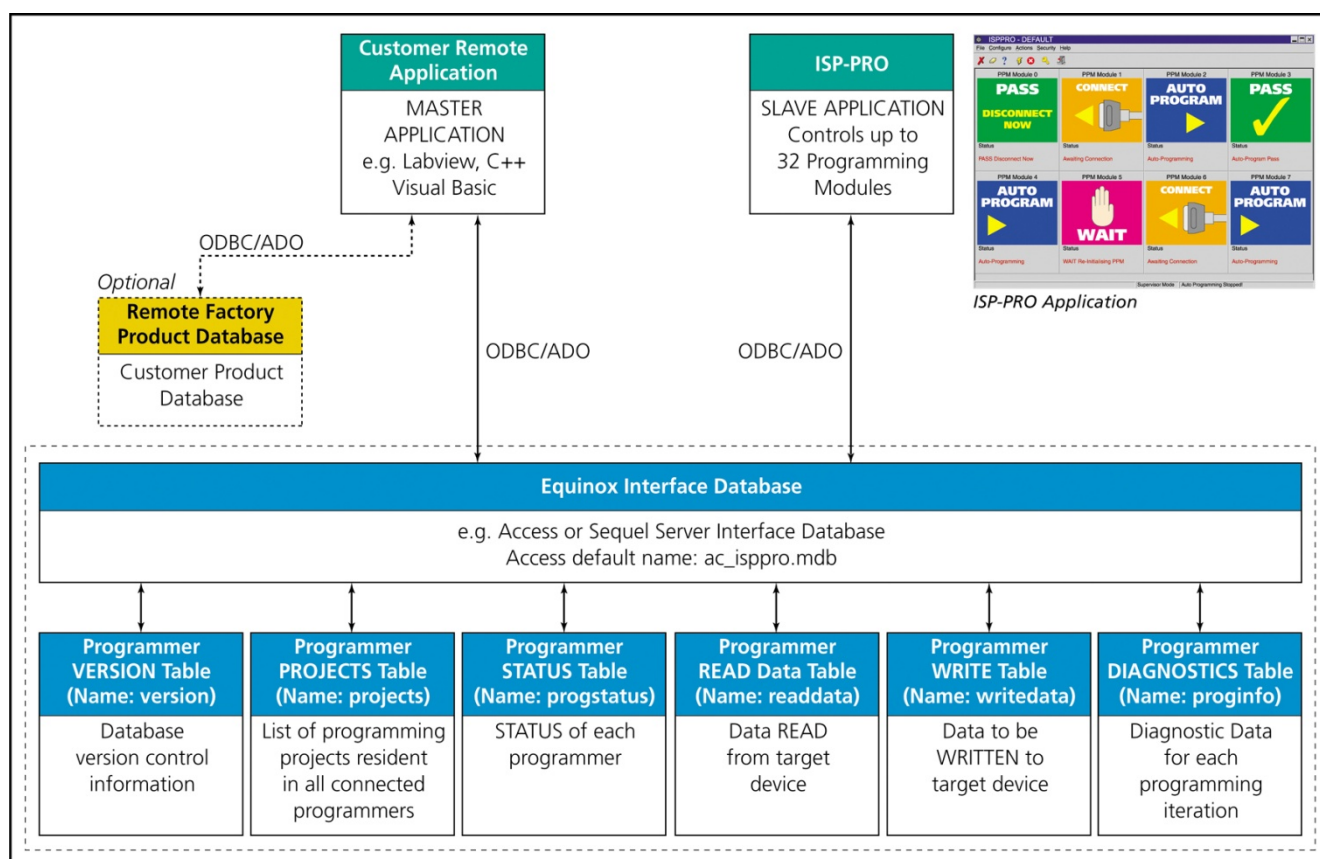 Customer Remote
Application
MASTER
APPLICATION
e.g. Labview, C++
Visual Basic
ISP-PRO
SLAVE APPLICATION
Controls up to
32 Programming
Modules
ISPPRO - DEFAULT
File Configure Actions Security Help
PPM Module 0
PASS
DISCONNECT
NOW
Status
PASS Disconnect Now
PPM Module 1
CONNECT
Status
Awaiting Connection
PPM Module 2
AUTO
PROGRAM
Status
Auto-Programming
PPM Module 3
PASS
Status
Auto-Program Pass
PPM Module 4
AUTO
PROGRAM
Status
Auto-Programming
PPM Module 5
WAIT
Status
WAIT Re-Initialising PPM
PPM Module 6
CONNECT
Status
Awaiting Connection
PPM Module 7
AUTO
PROGRAM
Status
Auto-Programming
Supervisor Mode Auto Programming Stopped!
ISP-PRO Application
ODBC/ADO
Optional
Remote Factory
Product Database
Customer Product
Database
ODBC/ADO
ODBC/ADO
Equinox Interface Database
e.g. Access or Sequel Server Interface Database
Access default name: ac_isppro.mdb
Programmer
VERSION Table
(Name: version)
Database
version control
information
Programmer
PROJECTS Table
(Name: projects)
List of programming
projects resident
in all connected
programmers
Programmer
STATUS Table
(Name: progstatus)
STATUS of each
programmer
Programmer
READ Data Table
(Name: readdata)
Data READ
from target
device
Programmer
WRITE Table
(Name: writedata)
Data to be
WRITTEN to
target device
Programmer
DIAGNOSTICS Table
(Name: proginfo)
Diagnostic Data
for each
programming
iteration